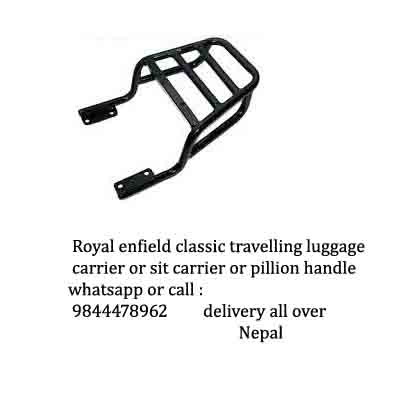 Royal enfield classic travelling luggage
carrier or sit carrier or pillion handle
whatsapp or call :
9844478962 delivery all over
Nepal